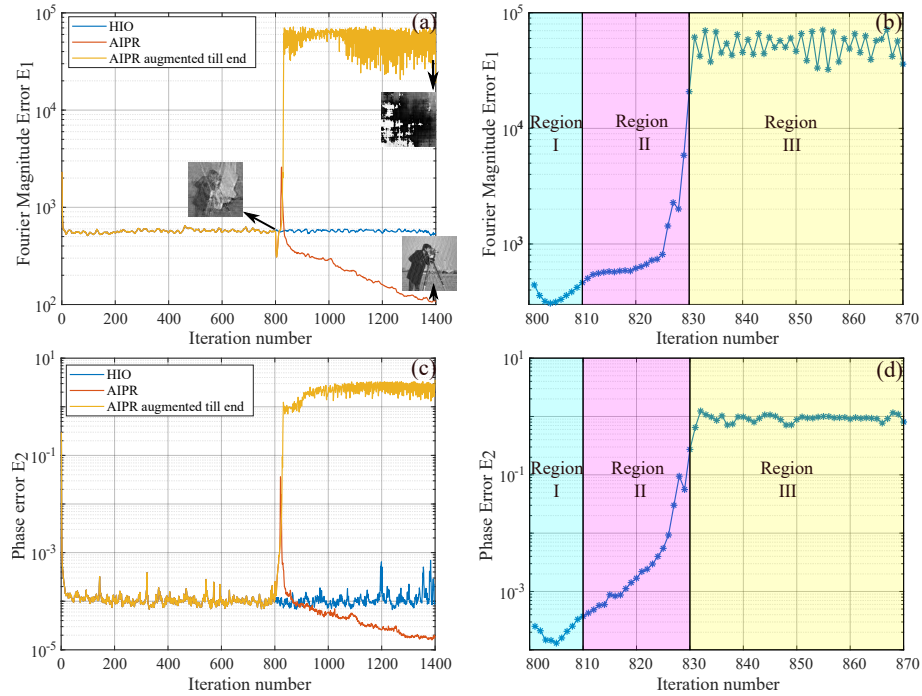 (a)
HIO
AIPR
AIPR augmented till end
Fourier Magnitude Error E1
10^5
10^4
10^3
10^2
0 200 400 600 800 1000 1200 1400
Iteration number
(b)
Fourier Magnitude Error E1
10^5
10^4
10^3
Region
I
Region
II
Region
III
800 810 820 830 840 850 860 870
Iteration number
(c)
HIO
AIPR
AIPR augmented till end
Phase error E2
10^1
10^-1
10^-3
10^-5
0 200 400 600 800 1000 1200 1400
Iteration number
(d)
Phase Error E2
10^1
10^-1
10^-3
Region
I
Region
II
Region
III
800 810 820 830 840 850 860 870
Iteration number